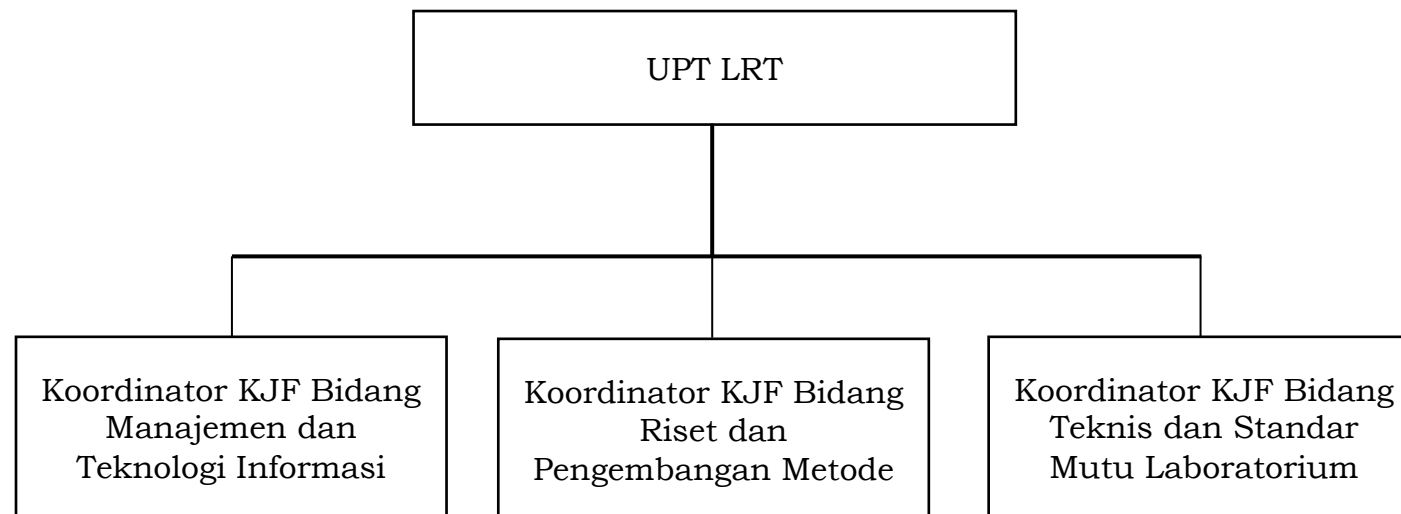 UPT LRT
Koordinator KJF Bidang
Manajemen dan
Teknologi Informasi
Koordinator KJF Bidang
Riset dan
Pengembangan Metode
Koordinator KJF Bidang
Teknis dan Standar
Mutu Laboratorium